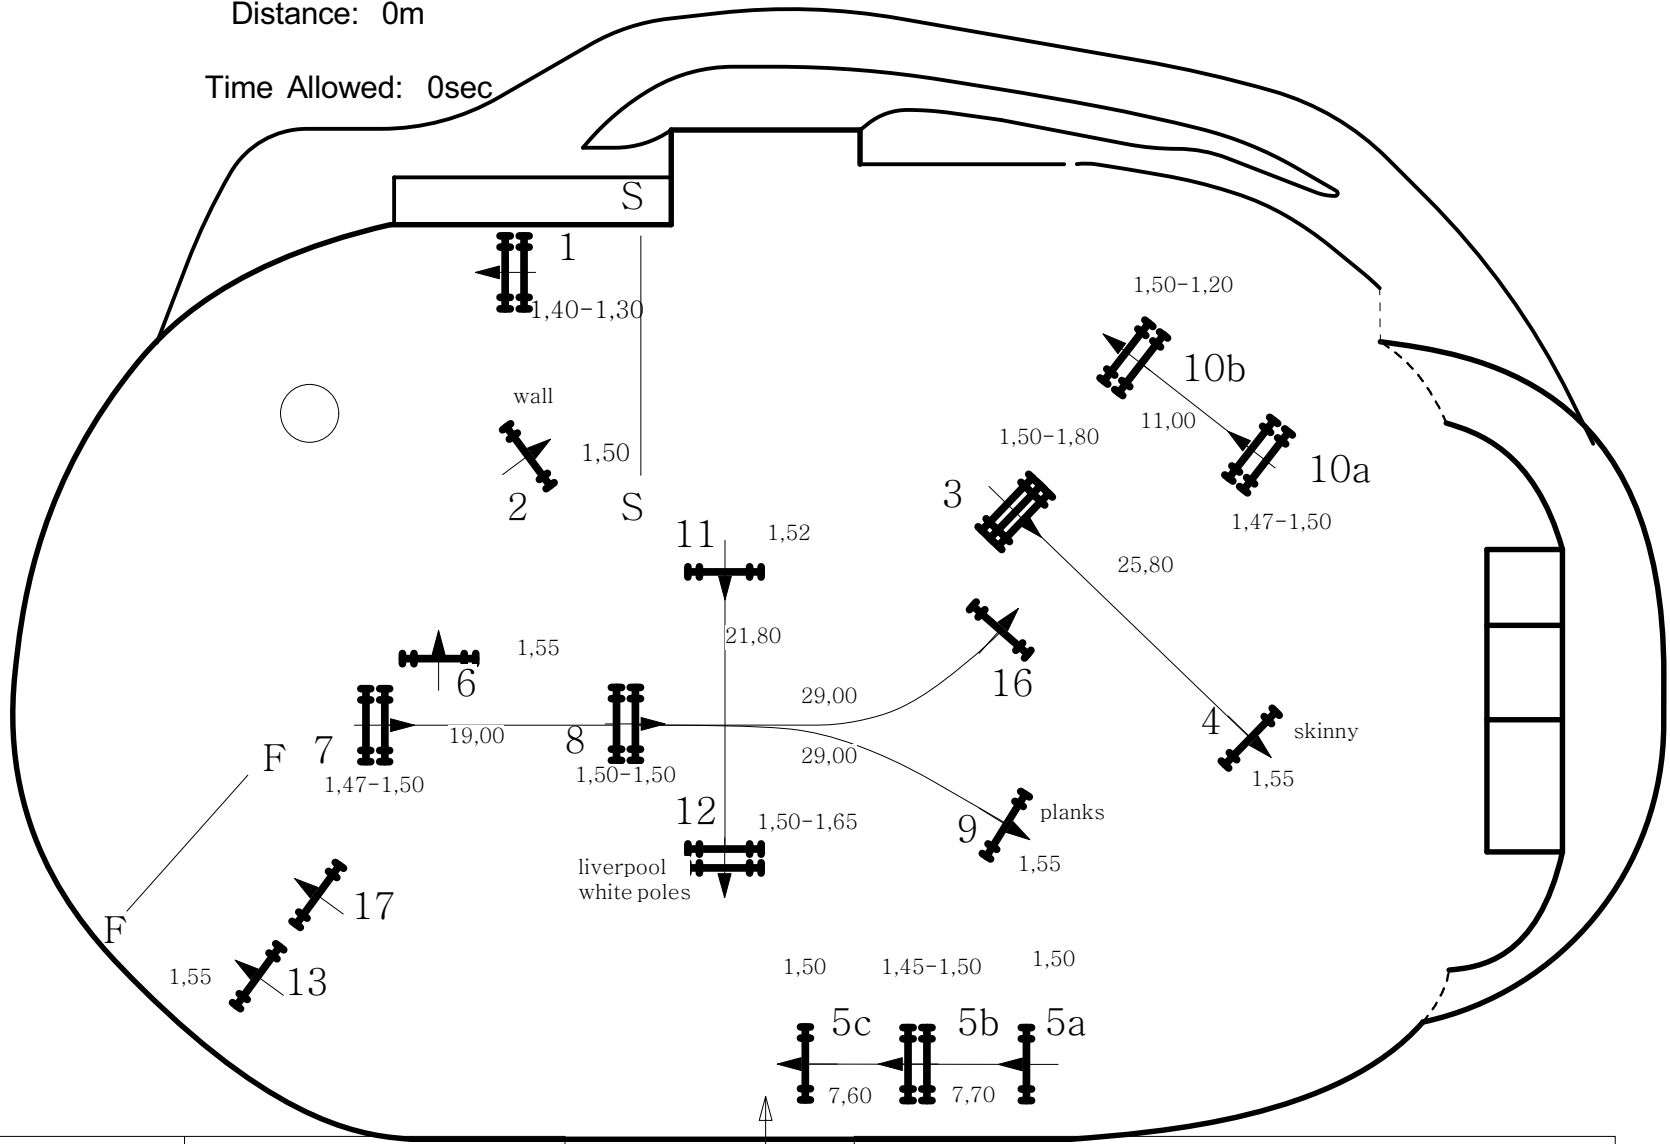 Distance: 0m
Time Allowed: 0sec
S
1
1,40-1,30
1,50-1,20
10b
wall
11,00
1,50-1,80
1,50
10a
2
S
3
1,47-1,50
11
1,52
25,80
21,80
6
1,55
16
29,00
4
skinny
7
19,00
8
29,00
F
1,47-1,50
1,50-1,50
1,55
12
1,50-1,65
9
planks
1,55
liverpool
white poles
17
F
1,55
13
1,50
1,45-1,50
1,50
5c
5b
5a
7,60
7,70